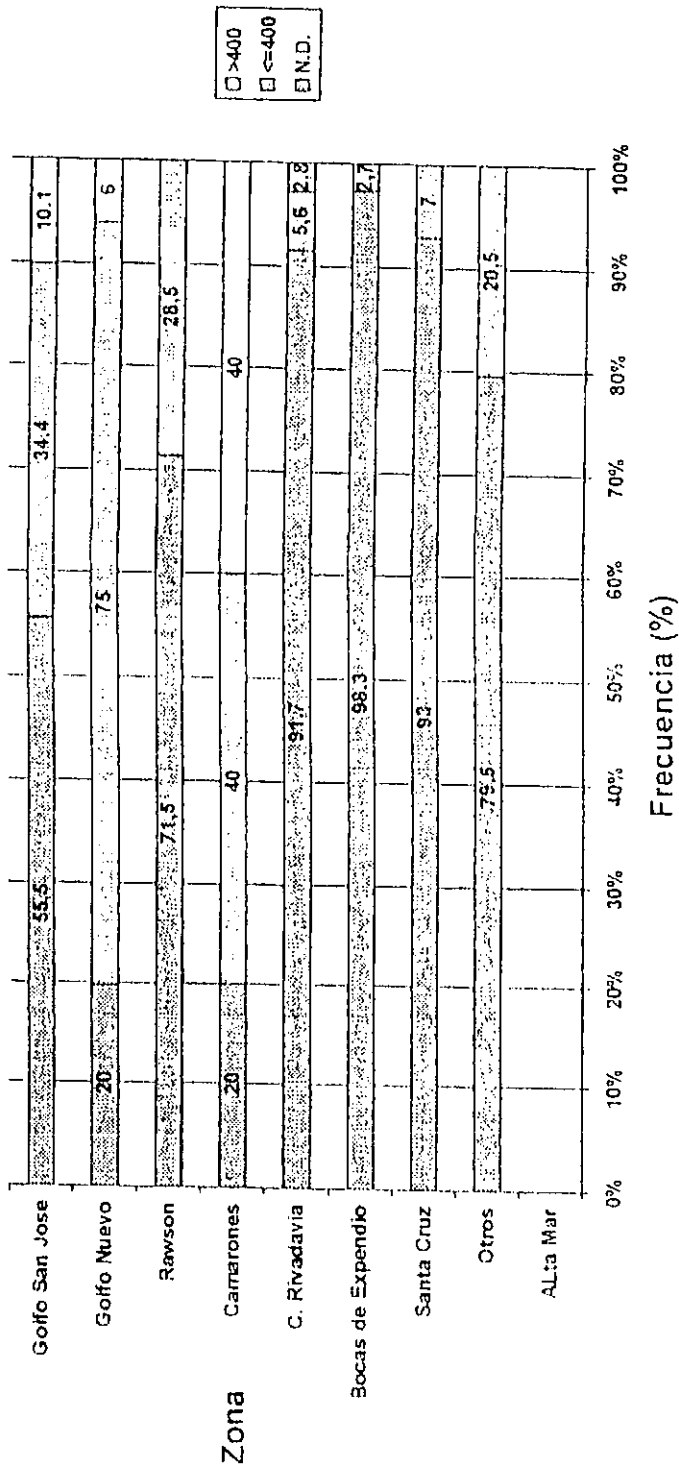 Golfo San Jose 55.5 34.4 10.1
Golfo Nuevo 20 75 6
Rawson 71,5 28,5
Camarones 20 40 40
C. Rivadavia 91.7 5,6 2.8
Bocas de Expendio 98.3 2,7
Santa Cruz 93 7
Otros 79,5 20,5
ALta Mar
0% 10% 20% 30% 40% 50% 60% 70% 80% 90% 100%
Frecuencia (%)
Zona
>400
<=400
N.D.